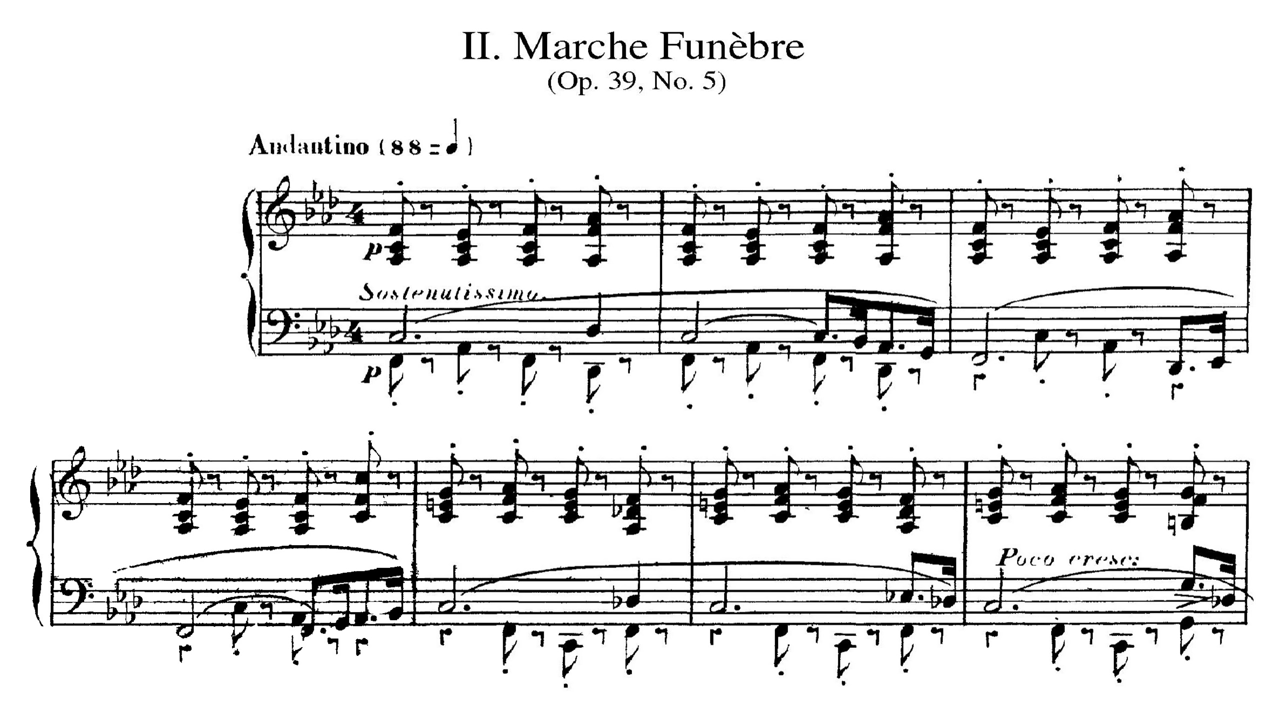 II. Marche Funèbre
(Op. 39, No. 5)
Andantino (88 = ♩)
p
Sostenutissimo.
p
Poco cresc: